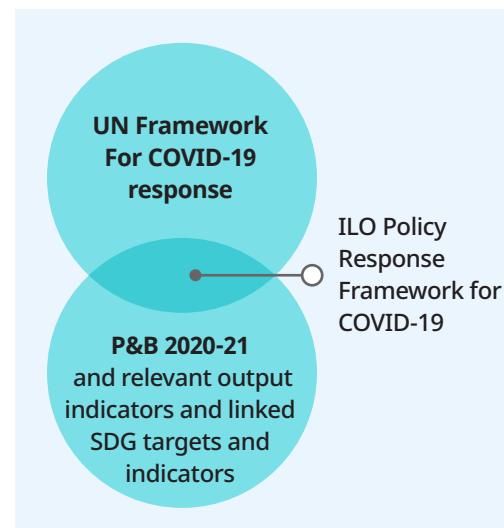 UN Framework
For COVID-19
response
ILO Policy
Response
Framework for
COVID-19
P&B 2020-21
and relevant output
indicators and linked
SDG targets and
indicators